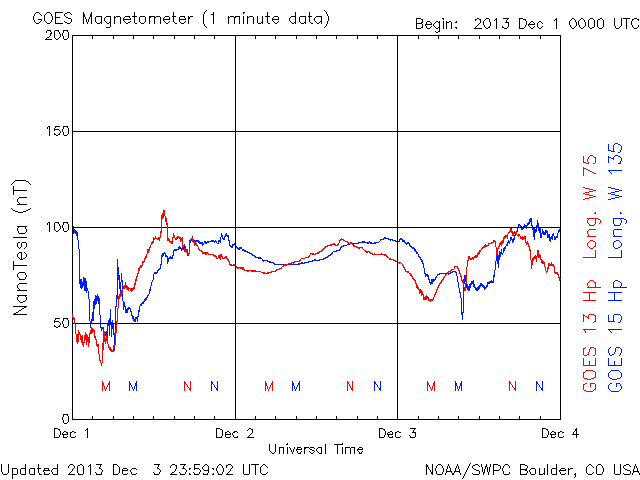 GOES Magnetometer (1 minute data)
Begin: 2013 Dec 1 0000 UTC
200
150
100
50
0
NanoTesla (nT)
M M N N M M N N M M N N
Dec 1 Dec 2 Dec 3 Dec 4
Universal Time
GOES 13 Hp Long. W 75
GOES 15 Hp Long. W 135
Updated 2013 Dec 3 23:59:02 UTC
NOAA/SWPC Boulder, CO USA